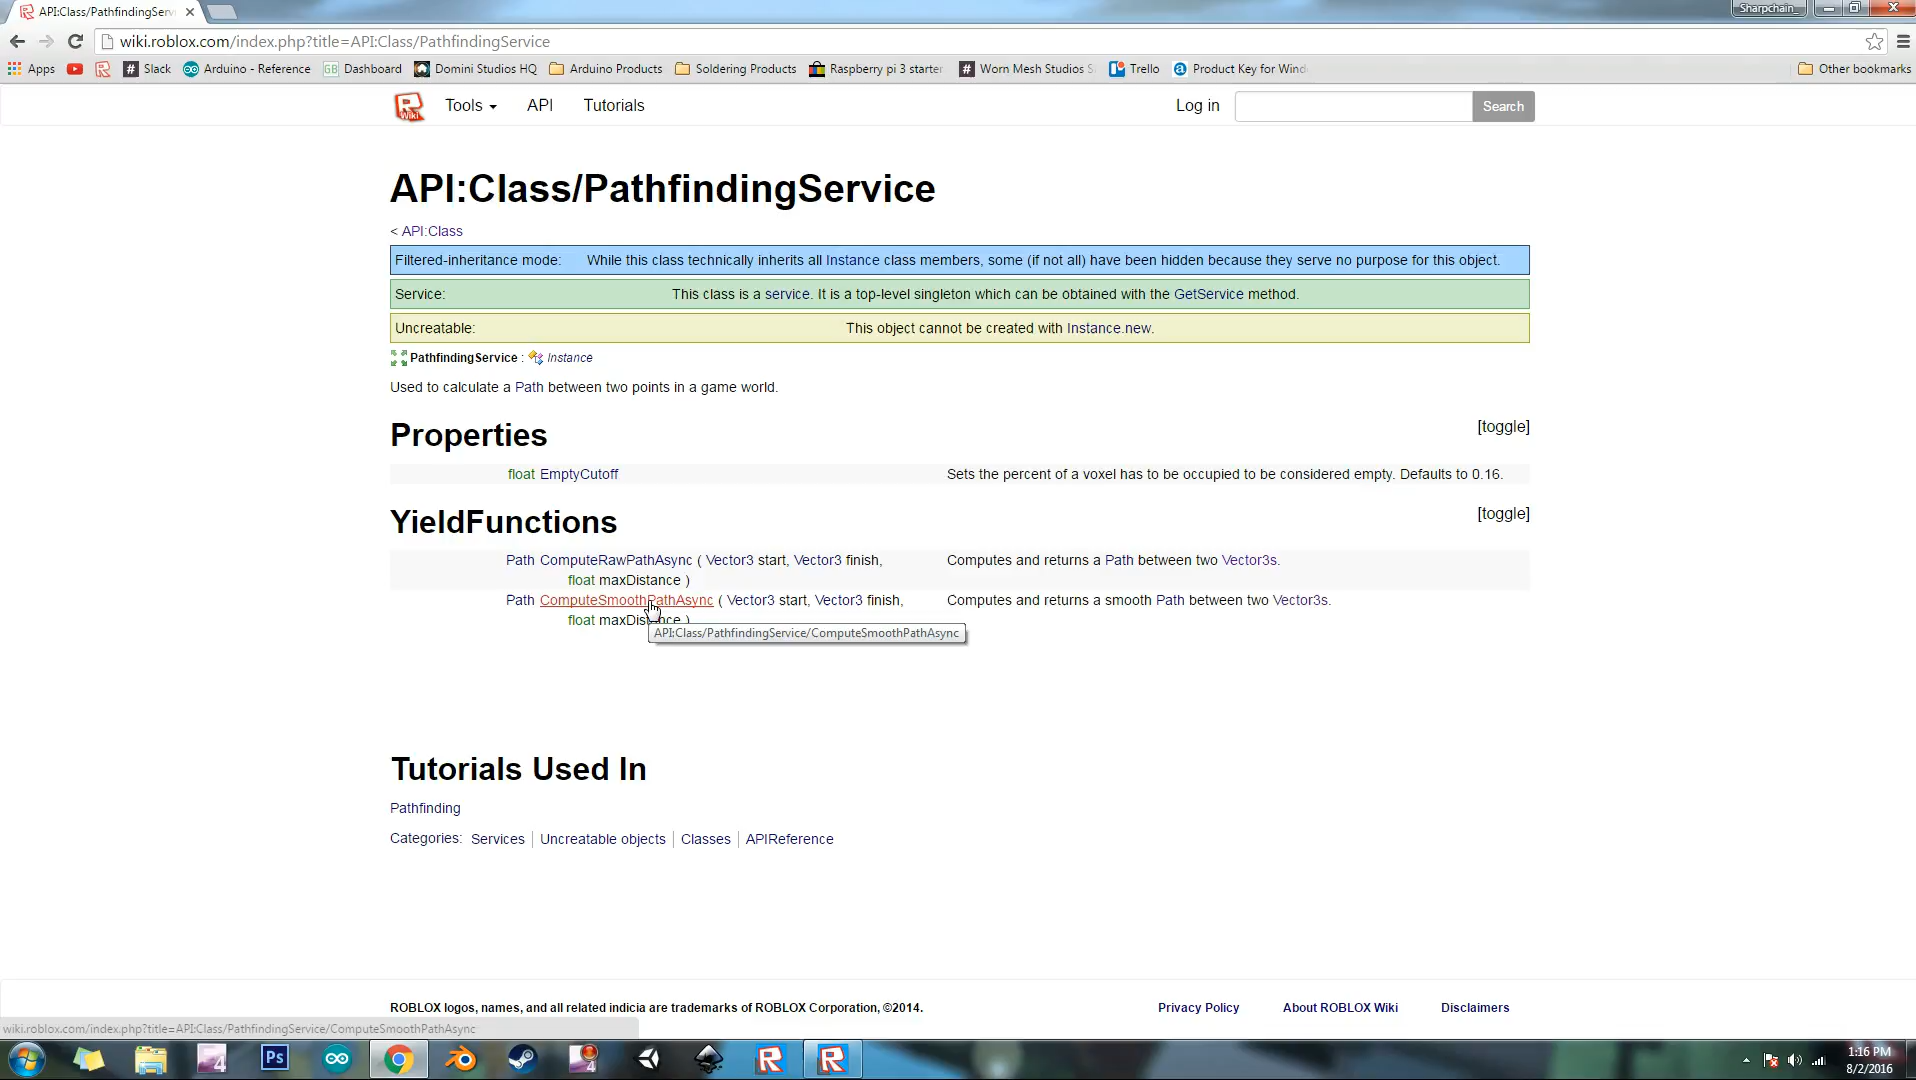 API:Class/PathfindingServ
Sharpchain_
wiki.roblox.com/index.php?title=API:Class/PathfindingService
Apps
Slack
Arduino - Reference
GB Dashboard
Domini Studios HQ
Arduino Products
Soldering Products
Raspberry pi 3 starter
Worn Mesh Studios S
Trello
Product Key for Wind
Other bookmarks
Wiki
Tools
API
Tutorials
Log in
Search
API:Class/PathfindingService
< API:Class
Filtered-inheritance mode: While this class technically inherits all Instance class members, some (if not all) have been hidden because they serve no purpose for this object.
Service: This class is a service. It is a top-level singleton which can be obtained with the GetService method.
Uncreatable: This object cannot be created with Instance.new.
PathfindingService : Instance
Used to calculate a Path between two points in a game world.
Properties [toggle]
float EmptyCutoff Sets the percent of a voxel has to be occupied to be considered empty. Defaults to 0.16.
YieldFunctions [toggle]
Path ComputeRawPathAsync ( Vector3 start, Vector3 finish, Computes and returns a Path between two Vector3s.
float maxDistance )
Path ComputeSmoothPathAsync ( Vector3 start, Vector3 finish, Computes and returns a smooth Path between two Vector3s.
float maxDistance )
API:Class/PathfindingService/ComputeSmoothPathAsync
Tutorials Used In
Pathfinding
Categories: Services Uncreatable objects Classes APIReference
ROBLOX logos, names, and all related indicia are trademarks of ROBLOX Corporation, ©2014.
Privacy Policy
About ROBLOX Wiki
Disclaimers
wiki.roblox.com/index.php?title=API:Class/PathfindingService/ComputeSmoothPathAsync
4
Ps
4
1:16 PM
8/2/2016